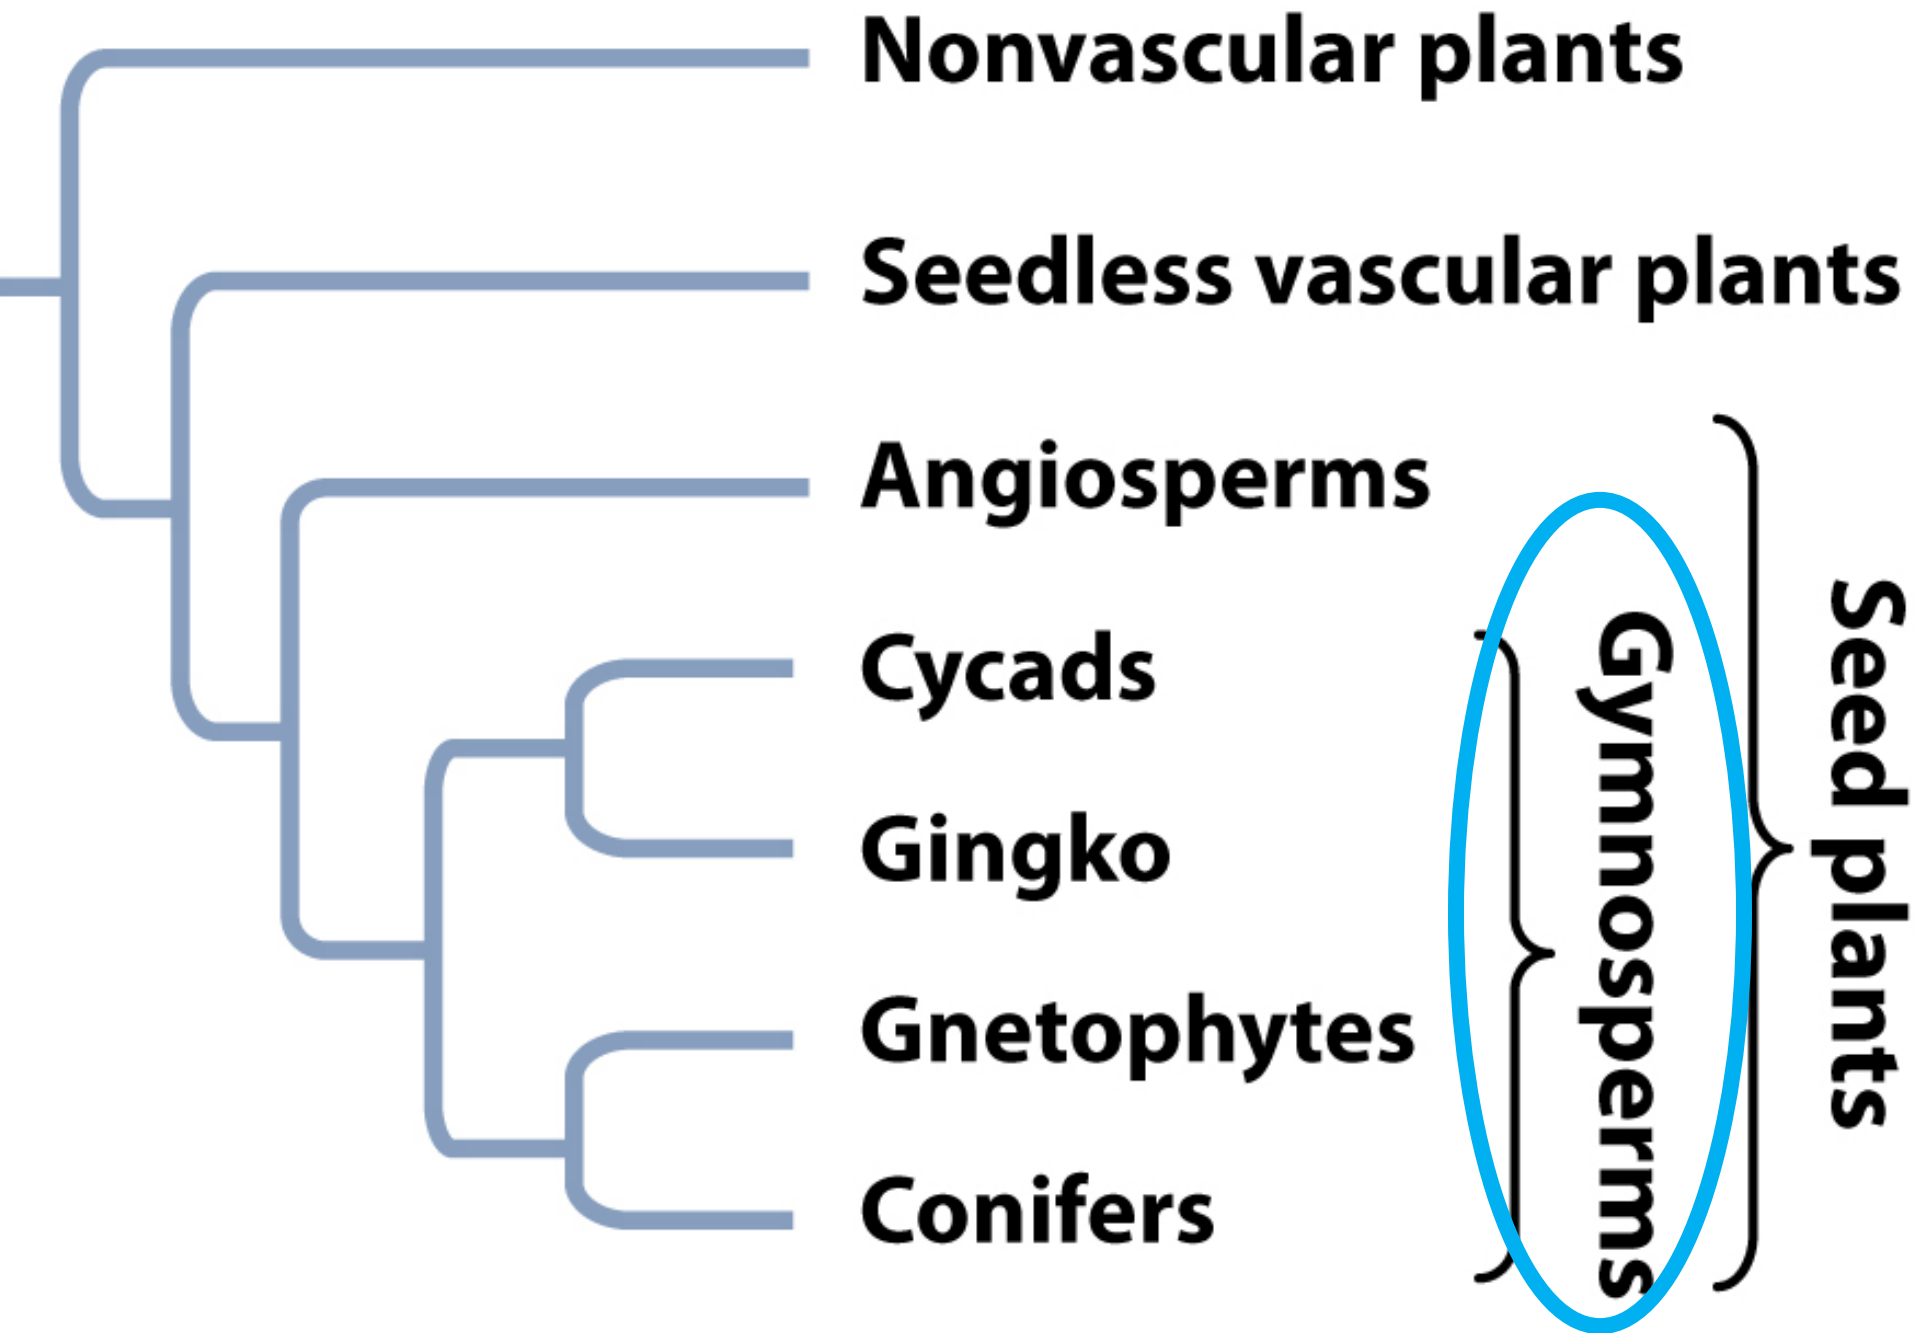 Nonvascular plants
Seedless vascular plants
Angiosperms
Cycads
Gingko
Gnetophytes
Conifers
Gymnosperms
Seed plants